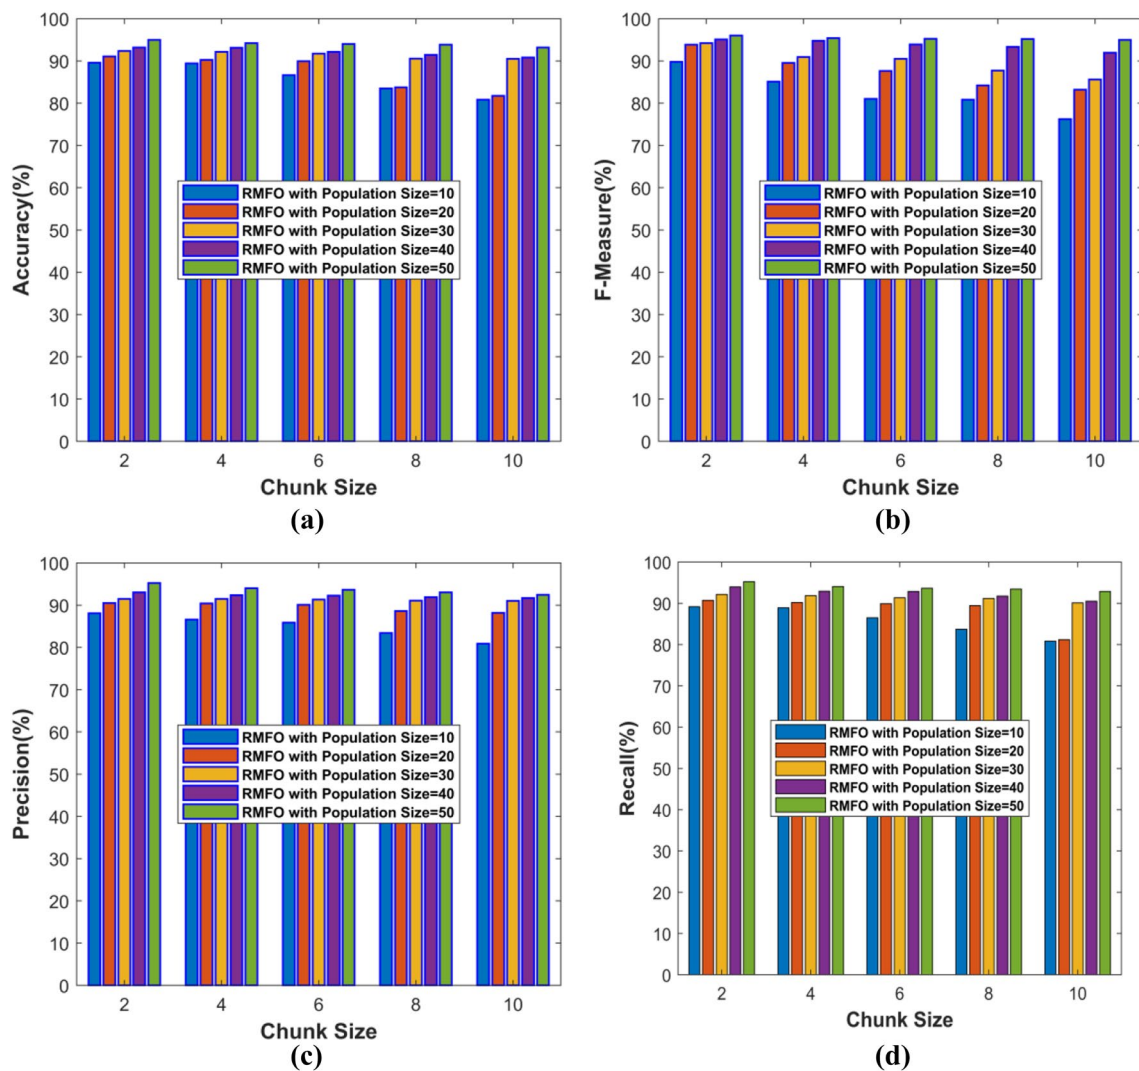 100
90
80
70
60
50
40
30
20
10
0
Accuracy(%)
RMFO with Population Size=10
RMFO with Population Size=20
RMFO with Population Size=30
RMFO with Population Size=40
RMFO with Population Size=50
2 4 6 8 10
Chunk Size
(a)
100
90
80
70
60
50
40
30
20
10
0
F-Measure(%)
RMFO with Population Size=10
RMFO with Population Size=20
RMFO with Population Size=30
RMFO with Population Size=40
RMFO with Population Size=50
2 4 6 8 10
Chunk Size
(b)
100
90
80
70
60
50
40
30
20
10
0
Precision(%)
RMFO with Population Size=10
RMFO with Population Size=20
RMFO with Population Size=30
RMFO with Population Size=40
RMFO with Population Size=50
2 4 6 8 10
Chunk Size
(c)
100
90
80
70
60
50
40
30
20
10
0
Recall(%)
RMFO with Population Size=10
RMFO with Population Size=20
RMFO with Population Size=30
RMFO with Population Size=40
RMFO with Population Size=50
2 4 6 8 10
Chunk Size
(d)